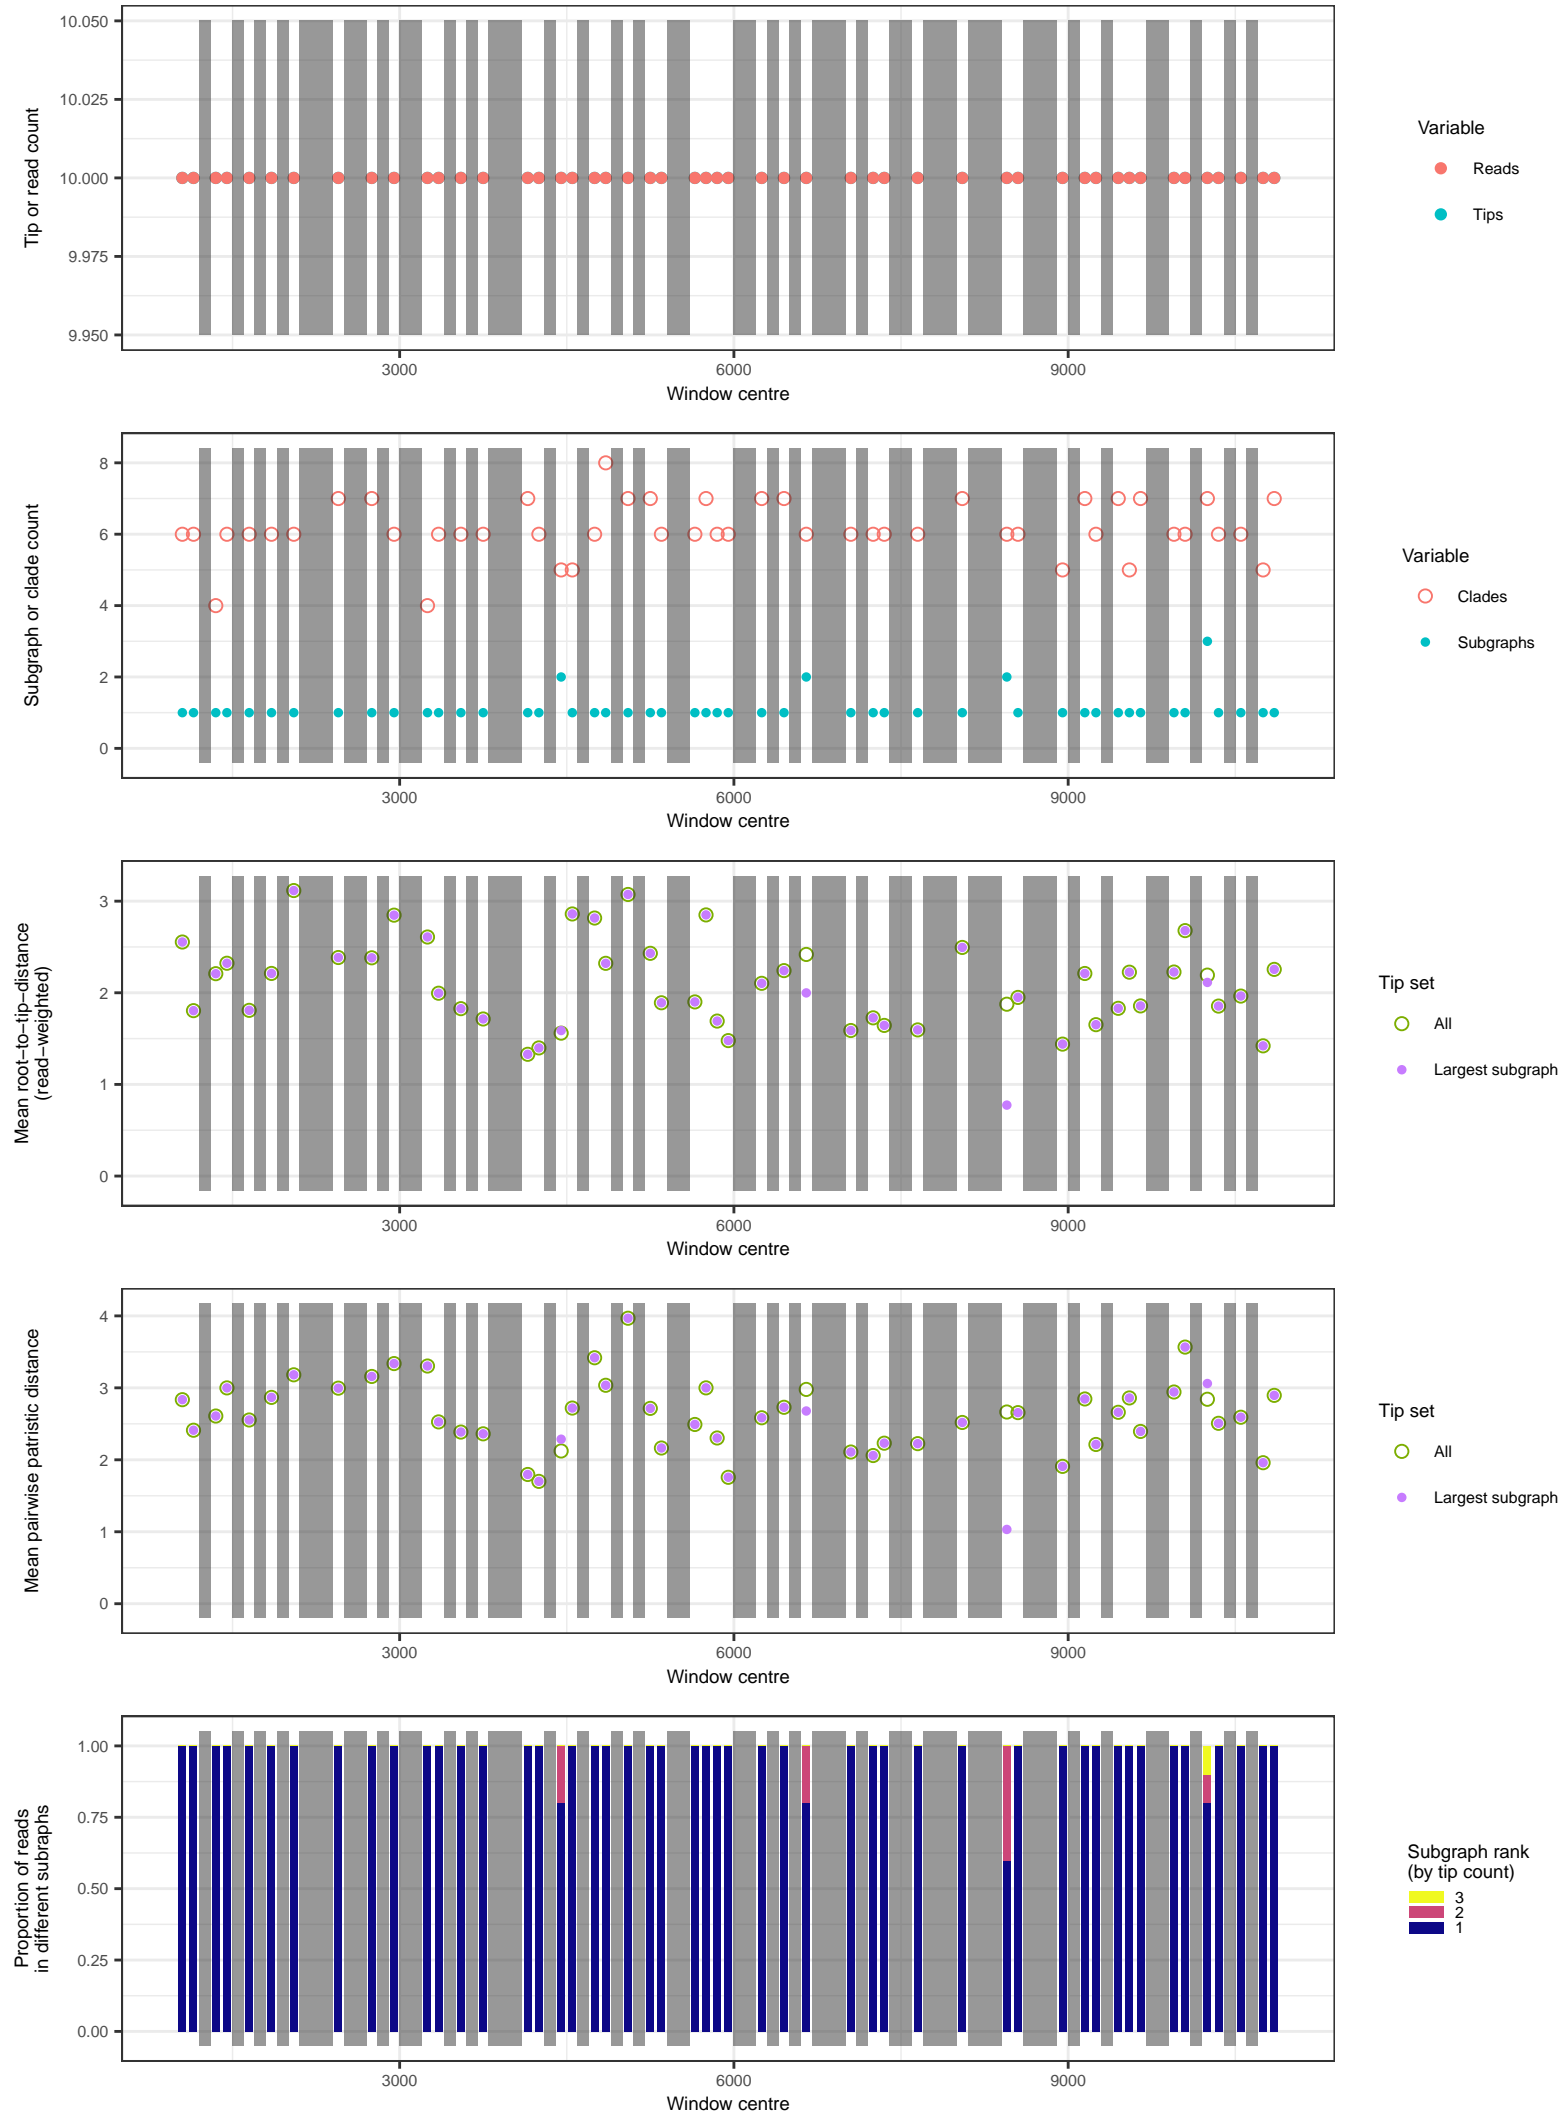 10.050
10.025
10.000
9.975
9.950
Tip or read count
3000 6000 9000
Window centre
Variable
Reads
Tips
8
6
4
2
0
Subgraph or clade count
3000 6000 9000
Window centre
Variable
Clades
Subgraphs
3
2
1
0
Mean root−to−tip−distance
(read−weighted)
3000 6000 9000
Window centre
Tip set
All
Largest subgraph
4
3
2
1
0
Mean pairwise patristic distance
3000 6000 9000
Window centre
Tip set
All
Largest subgraph
1.00
0.75
0.50
0.25
0.00
Proportion of reads
in different subraphs
3000 6000 9000
Window centre
Subgraph rank
(by tip count)
3
2
1